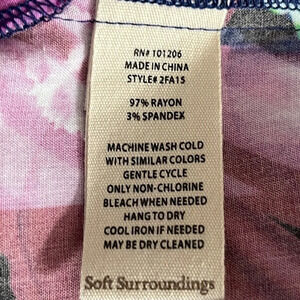 RN# 101206
MADE IN CHINA
STYLE# 2FA15
97% RAYON
3% SPANDEX
MACHINE WASH COLD
WITH SIMILAR COLORS
GENTLE CYCLE
ONLY NON-CHLORINE
BLEACH WHEN NEEDED
HANG TO DRY
COOL IRON IF NEEDED
MAY BE DRY CLEANED
Soft Surroundings